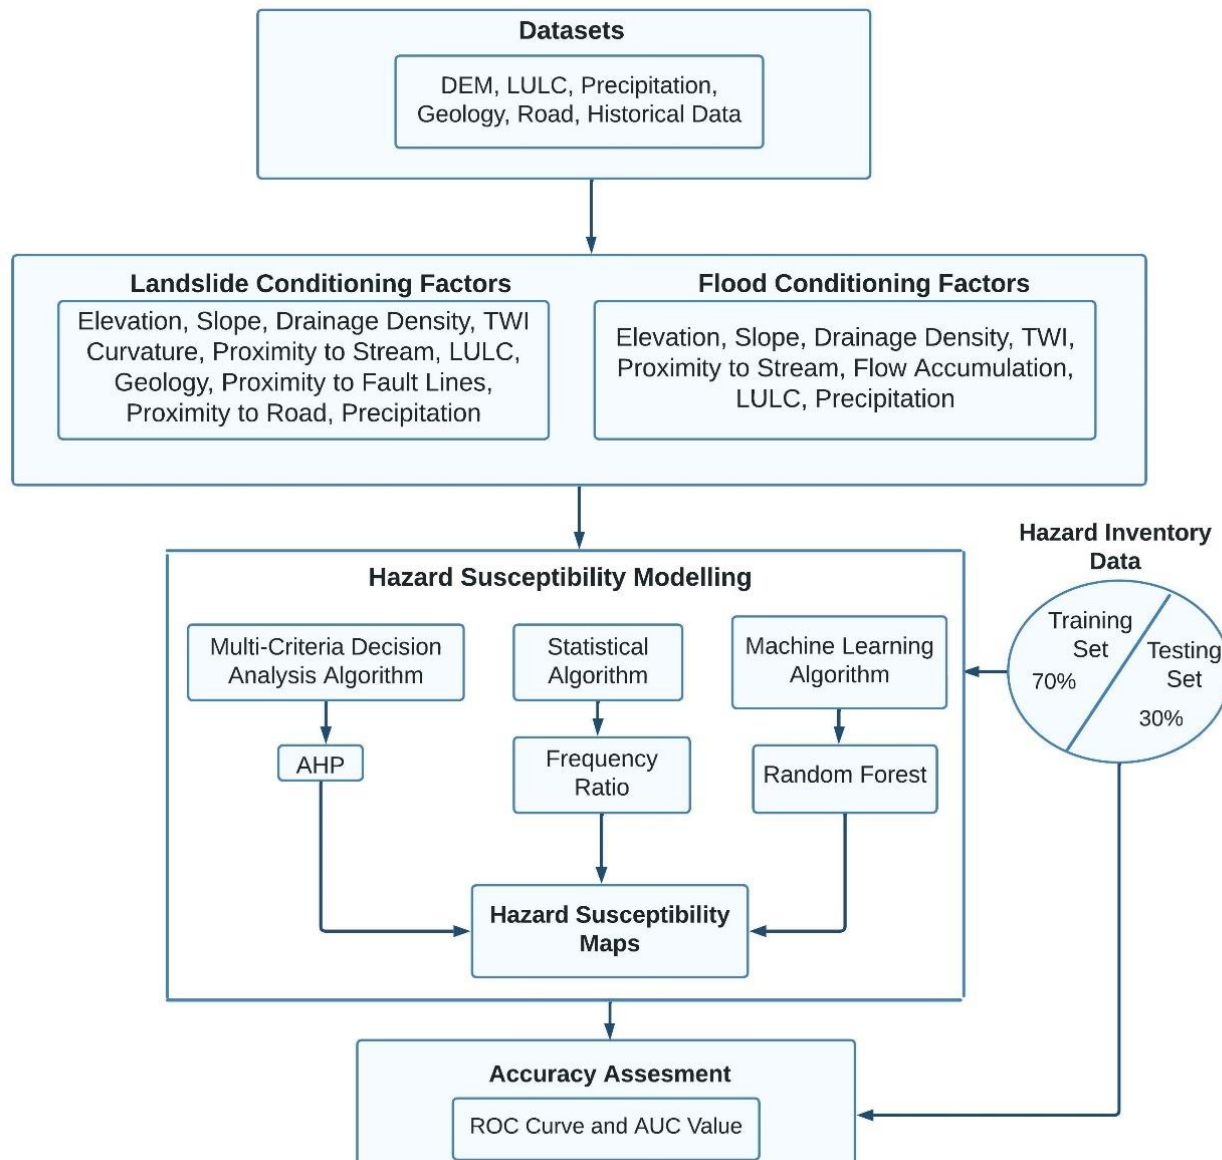 Datasets
DEM, LULC, Precipitation,
Geology, Road, Historical Data
Landslide Conditioning Factors
Elevation, Slope, Drainage Density, TWI
Curvature, Proximity to Stream, LULC,
Geology, Proximity to Fault Lines,
Proximity to Road, Precipitation
Flood Conditioning Factors
Elevation, Slope, Drainage Density, TWI,
Proximity to Stream, Flow Accumulation,
LULC, Precipitation
Hazard Susceptibility Modelling
Multi-Criteria Decision
Analysis Algorithm
AHP
Statistical
Algorithm
Frequency
Ratio
Machine Learning
Algorithm
Random Forest
Hazard Susceptibility
Maps
Hazard Inventory
Data
Training
Set
70%
Testing
Set
30%
Accuracy Assesment
ROC Curve and AUC Value